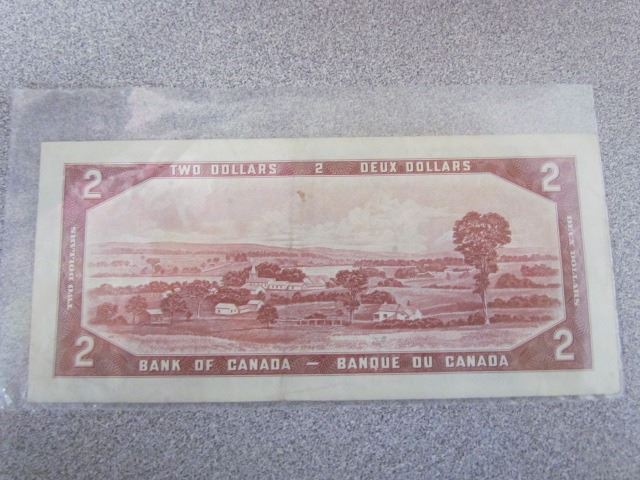 TWO DOLLARS 2 DEUX DOLLARS
2 2
TWO DOLLARS
DEUX DOLLARS
2 2
BANK OF CANADA — BANQUE DU CANADA